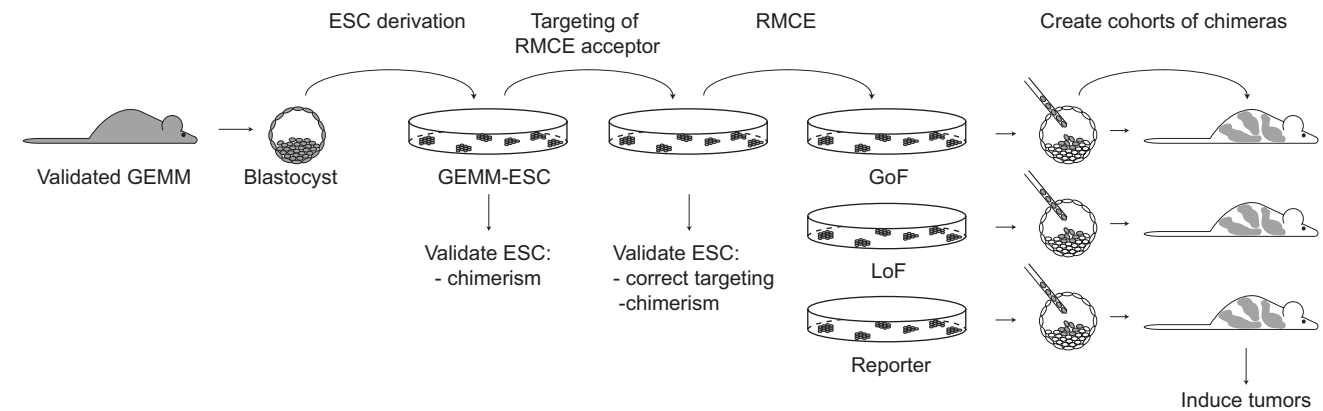 ESC derivation
Targeting of
RMCE acceptor
RMCE
Create cohorts of chimeras
Validated GEMM
Blastocyst
GEMM-ESC
GoF
Validate ESC:
- chimerism
Validate ESC:
- correct targeting
-chimerism
LoF
Reporter
Induce tumors